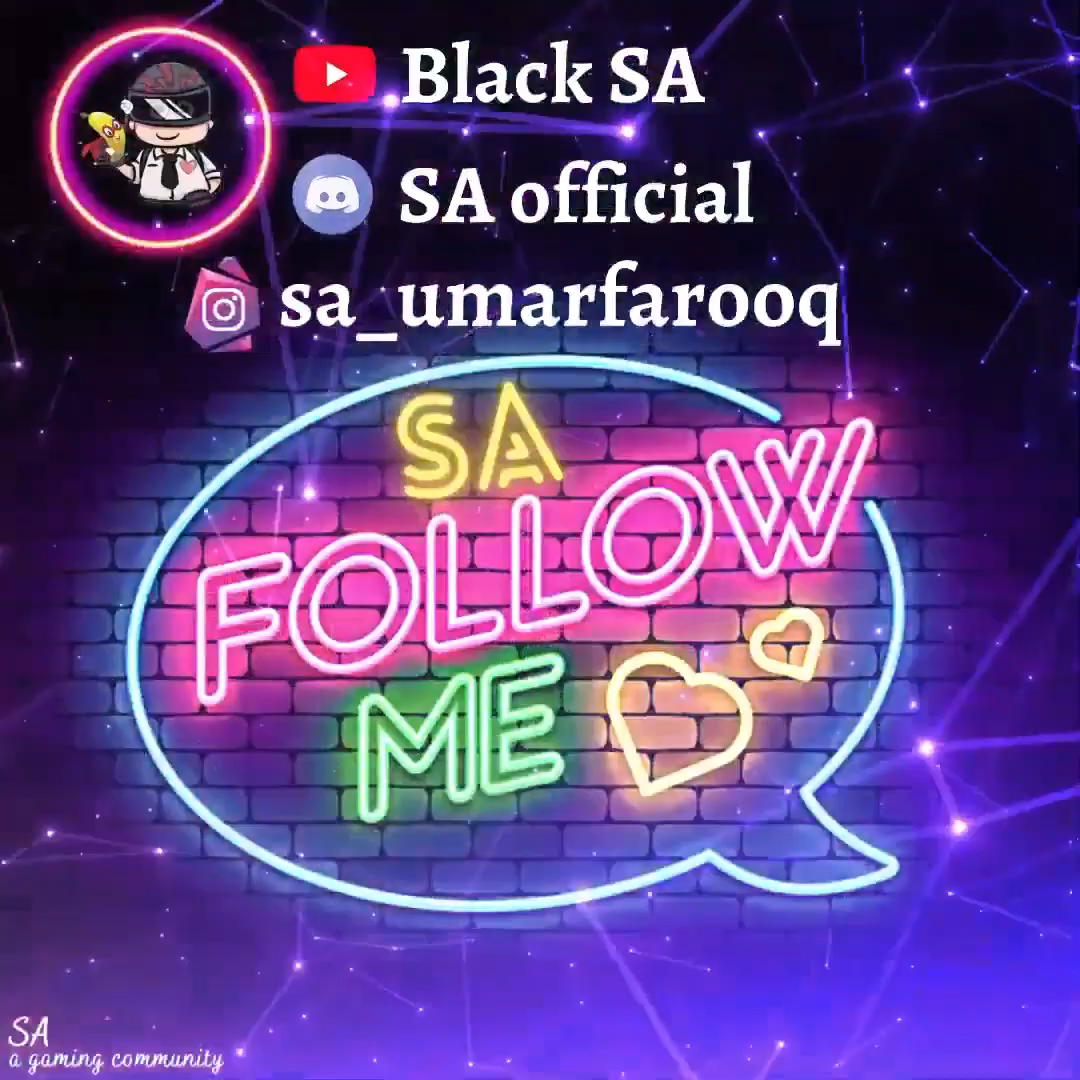 Black SA
SA official
sa_umarfarooq
SA
FOLLOW
ME
SA
a gaming community